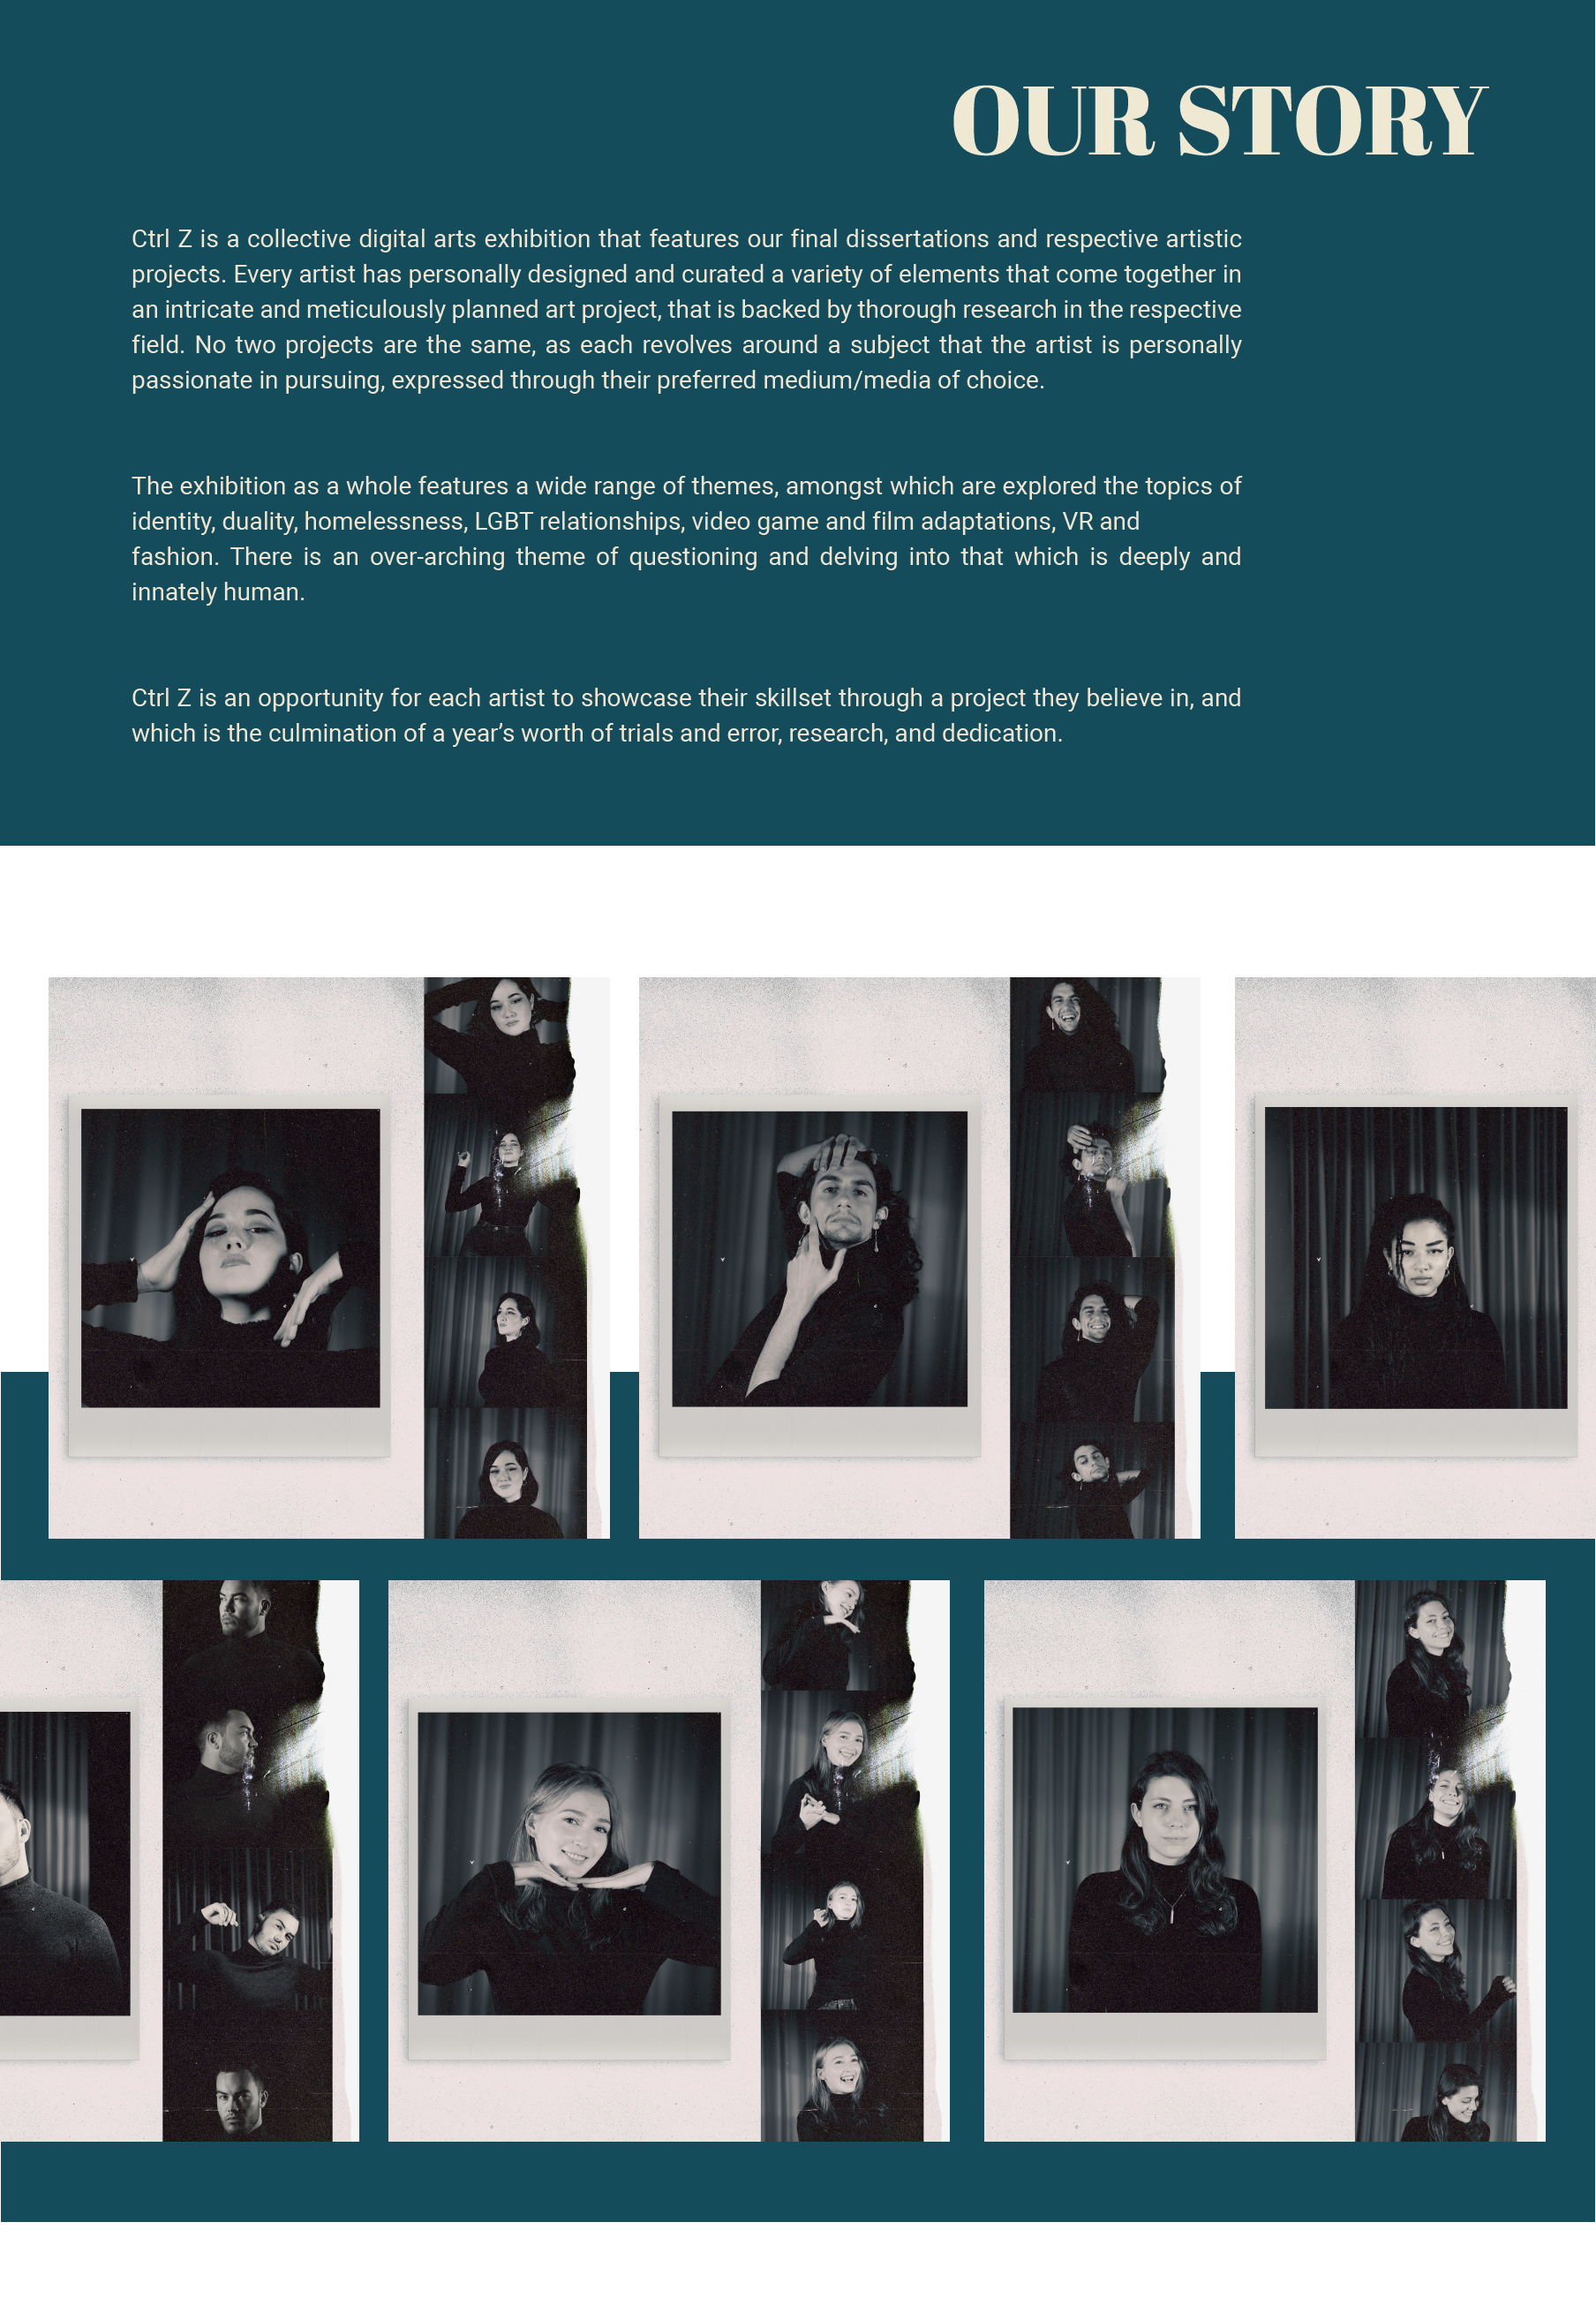 OUR STORY
Ctrl Z is a collective digital arts exhibition that features our final dissertations and respective artistic
projects. Every artist has personally designed and curated a variety of elements that come together in
an intricate and meticulously planned art project, that is backed by thorough research in the respective
field. No two projects are the same, as each revolves around a subject that the artist is personally
passionate in pursuing, expressed through their preferred medium/media of choice.
The exhibition as a whole features a wide range of themes, amongst which are explored the topics of
identity, duality, homelessness, LGBT relationships, video game and film adaptations, VR and
fashion. There is an over-arching theme of questioning and delving into that which is deeply and
innately human.
Ctrl Z is an opportunity for each artist to showcase their skillset through a project they believe in, and
which is the culmination of a year’s worth of trials and error, research, and dedication.